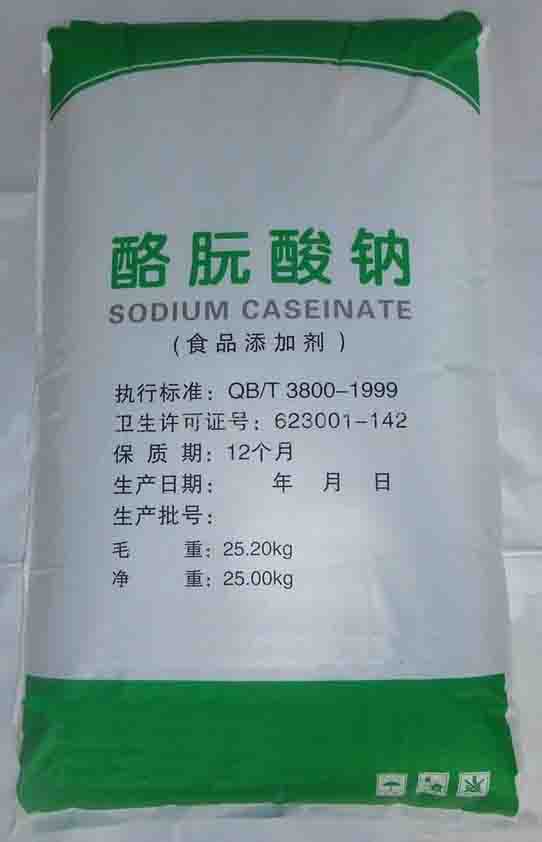 酪朊酸钠
SODIUM CASEINATE
(食品添加剂)
执行标准：QB/T 3800-1999
卫生许可证号：623001-142
保质期：12个月
生产日期：　年　月　日
生产批号：
毛重：25.20kg
净重：25.00kg